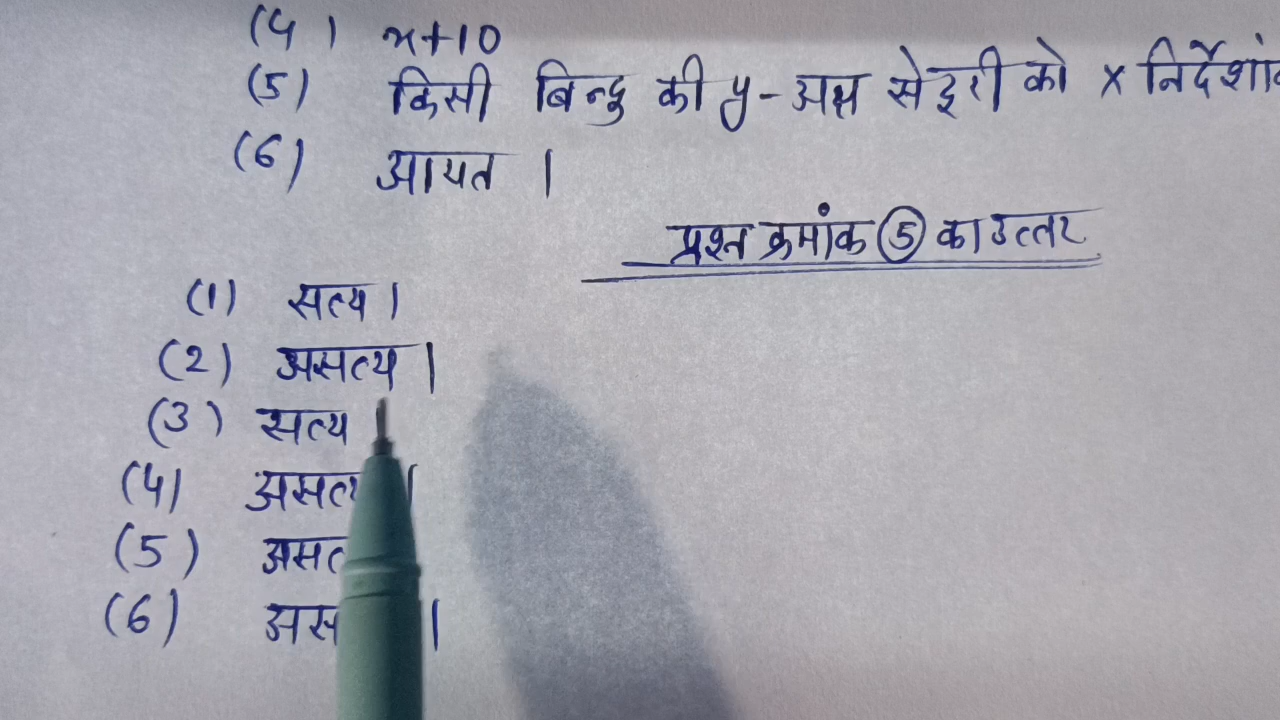 (4) x+10
(5) किसी बिन्दु की y-अक्ष से दूरी को x
(6) आयत ।
प्रश्न क्रमांक (5) का उत्तर
(1) सत्य ।
(2) असत्य ।
(3) सत्य
(4)
(5)
(6)